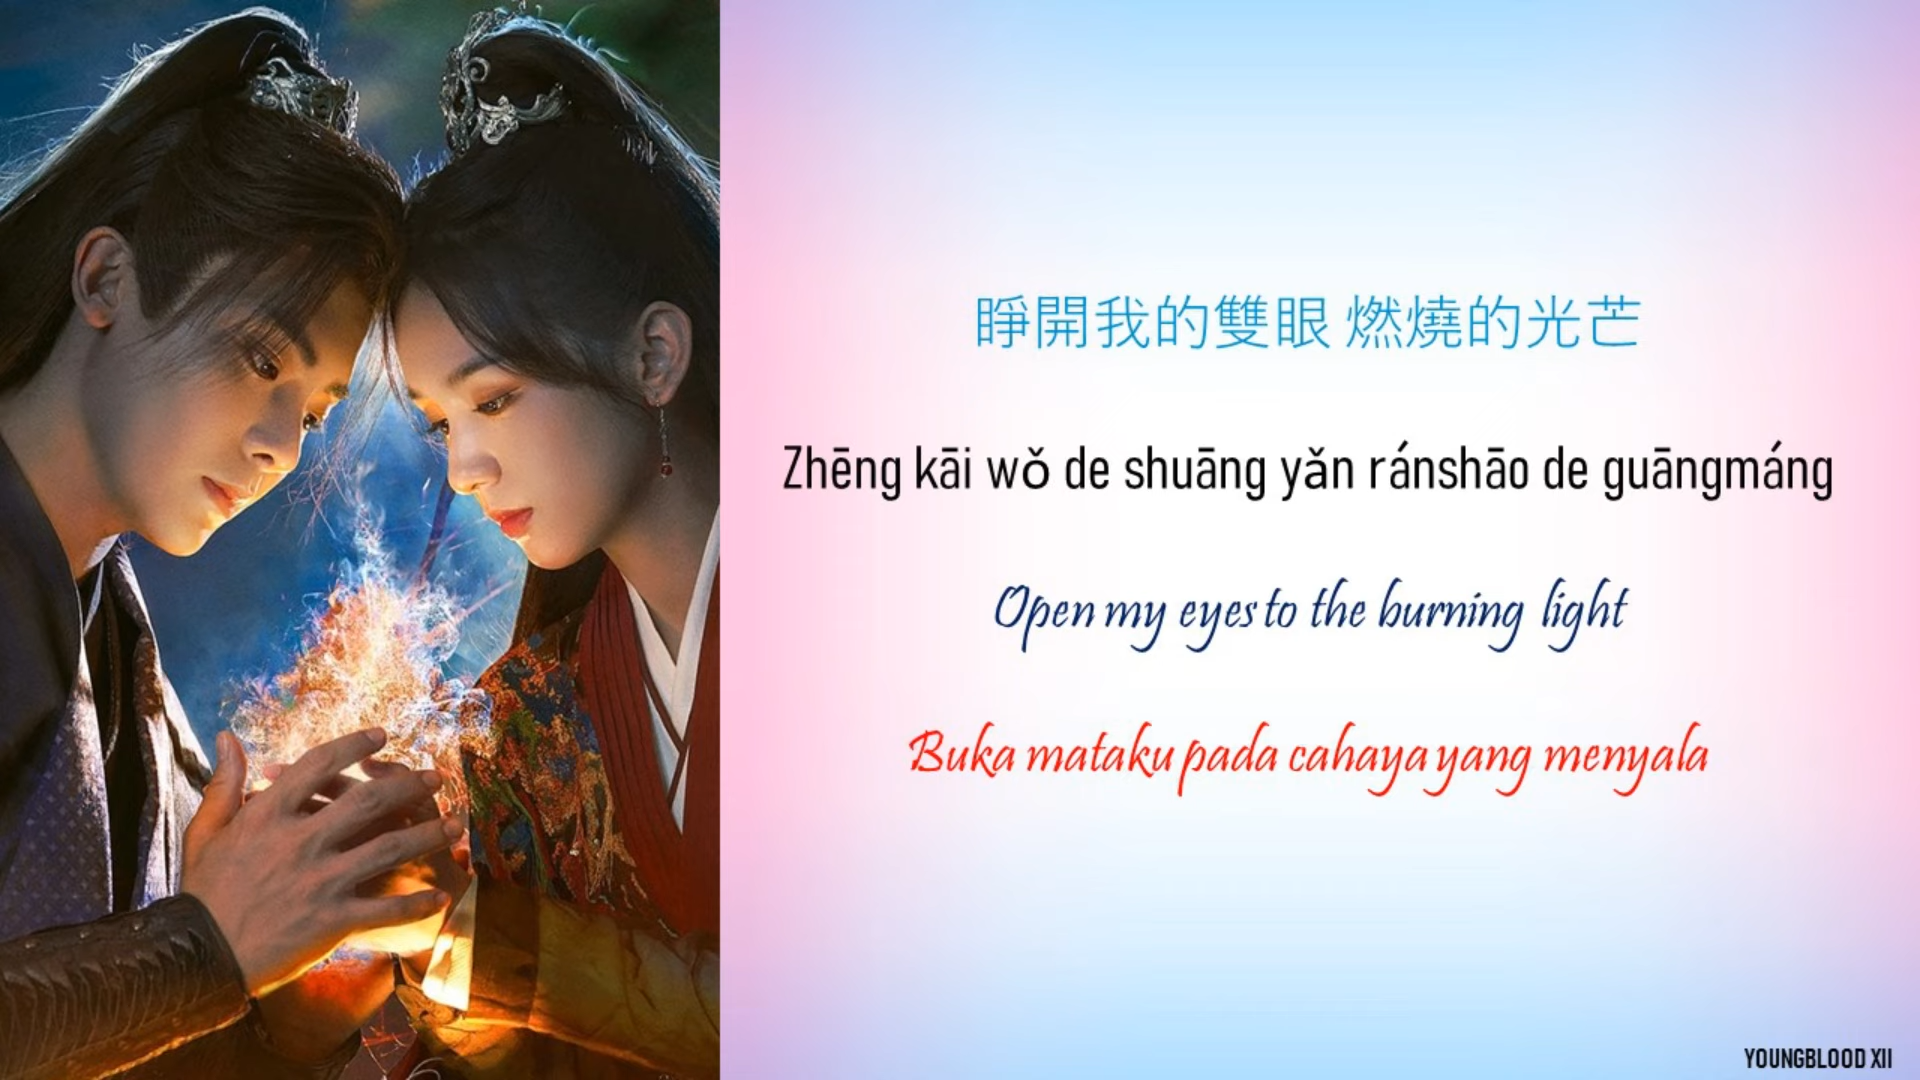 睜開我的雙眼 燃燒的光芒
Zhēng kāi wǒ de shuāng yǎn ránshāo de guāngmáng
Open my eyes to the burning light
Buka mataku pada cahaya yang menyala
YOUNGBLOOD XII